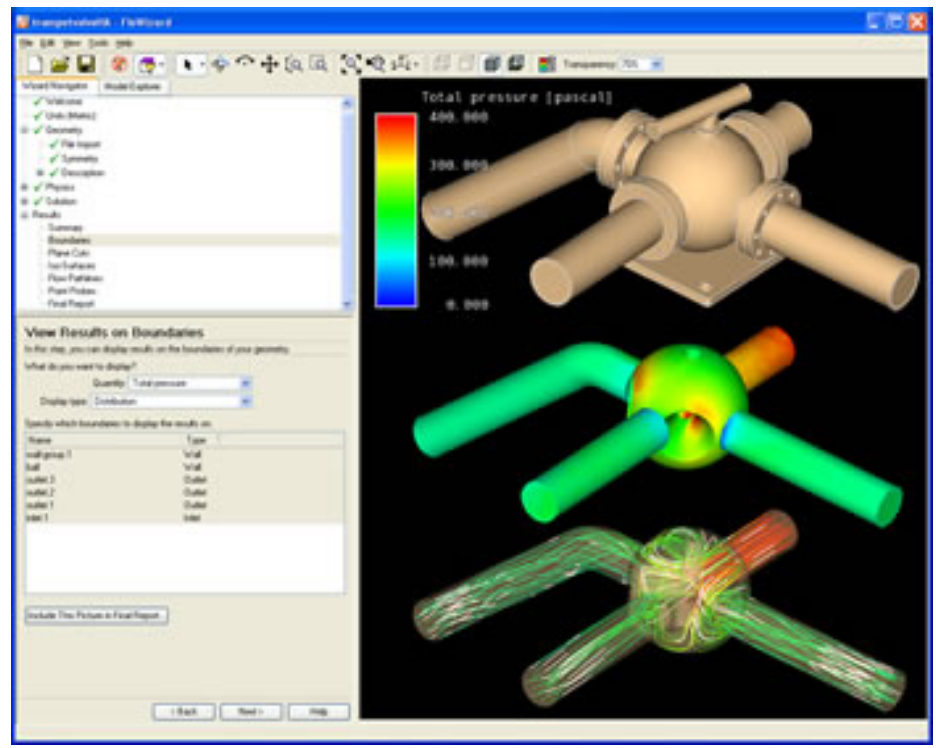 File Edit View Tools Help
Transparency: 70%
Wizard Navigator Model Explorer
Welcome
Units (Metric)
Geometry
File Import
Symmetry
Description
Physics
Solution
Results
Summary
Boundaries
Plane Cuts
Iso Surfaces
Flow Pathlines
Point Probes
Final Report
Total pressure [pascal]
400.000
300.000
100.000
0.000
View Results on Boundaries
In this step, you can display results on the boundaries of your geometry.
What do you want to display?
Quantity: Total pressure
Display type: Distribution
Specify which boundaries to display the results on:
Name Type
wallgroup.1 Wall
ball Wall
outlet.3 Outlet
outlet.2 Outlet
outlet.1 Outlet
inlet.1 Inlet
Include This Picture in Final Report
< Back Next > Help